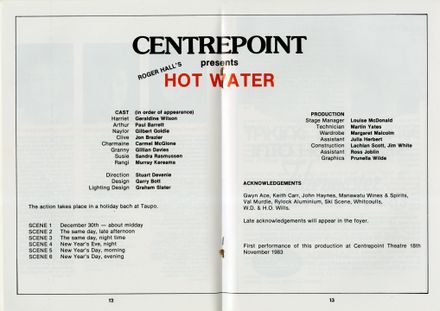 CENTREPOINT
presents
ROGER HALL'S
HOT WATER
CAST (in order of appearance)
Harriet Geraldine Wilson
Arthur Paul Barrett
Naylor Gilbert Goldie
Clive Jon Brazier
Charmaine Carmel McGlone
Granny Gillian Davies
Susie Sandra Rasmussen
Rangi Murray Kereama
Direction Stuart Devenie
Design Garry Bott
Lighting Design Graham Slater
The action takes place in a holiday bach at Taupo.
SCENE 1 December 30th — about midday
SCENE 2 The same day, late afternoon
SCENE 3 The same day, night time
SCENE 4 New Year's Eve, night
SCENE 5 New Year's Day, morning
SCENE 6 New Year's Day, evening
12
PRODUCTION
Stage Manager Louise McDonald
Technician Martin Yates
Wardrobe Margaret Malcolm
Assistant Julia Herbert
Construction Lachlan Scott, Jim White
Assistant Ross Joblin
Graphics Prunella Wilde
ACKNOWLEDGEMENTS
Gwyn Ace, Keith Carr, John Haynes, Manawatu Wines & Spirits,
Val Murdie, Rylock Aluminium, Ski Scene, Whitcoulls,
W.D. & H.O. Wills.
Late acknowledgements will appear in the foyer.
First performance of this production at Centrepoint Theatre 18th
November 1983
13